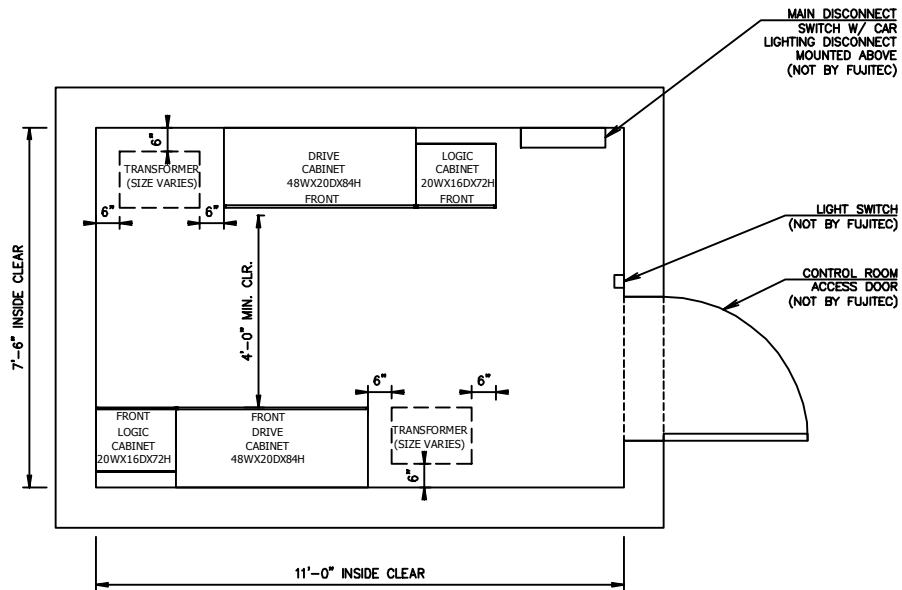 MAIN DISCONNECT
SWITCH W/ CAR
LIGHTING DISCONNECT
MOUNTED ABOVE
(NOT BY FUJITEC)
6"
TRANSFORMER
(SIZE VARIES)
6"
6"
DRIVE
CABINET
48WX20DX84H
FRONT
LOGIC
CABINET
20WX16DX72H
FRONT
LIGHT SWITCH
(NOT BY FUJITEC)
CONTROL ROOM
ACCESS DOOR
(NOT BY FUJITEC)
7'-6" INSIDE CLEAR
4'-0" MIN. CLR.
FRONT
LOGIC
CABINET
20WX16DX72H
FRONT
DRIVE
CABINET
48WX20DX84H
6"
6"
TRANSFORMER
(SIZE VARIES)
6"
11'-0" INSIDE CLEAR